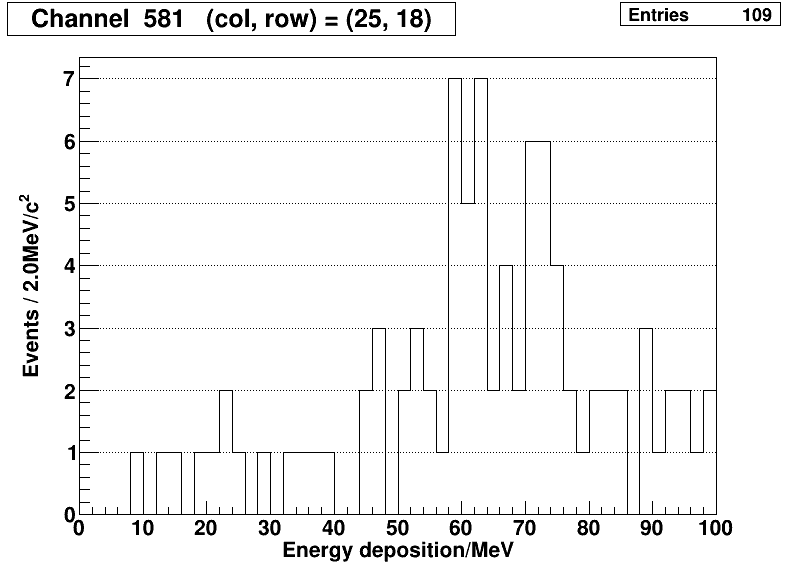 Channel 581 (col, row) = (25, 18)
Entries 109
Events / 2.0MeV/c²
7
6
5
4
3
2
1
0
0 10 20 30 40 50 60 70 80 90 100
Energy deposition/MeV